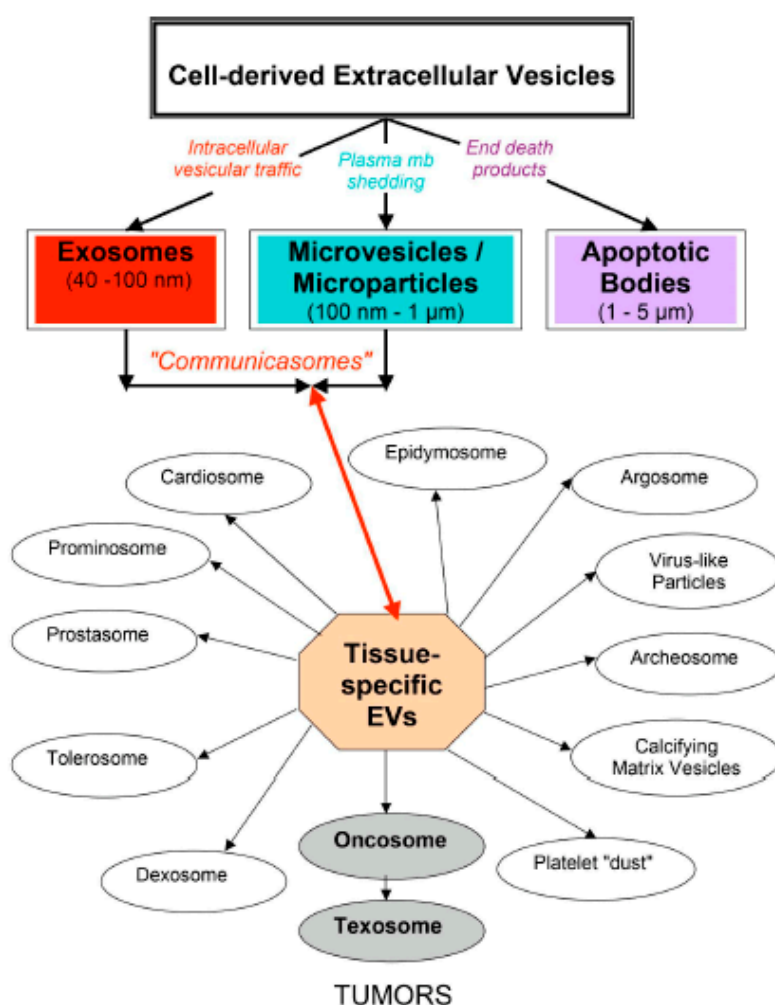 Cell-derived Extracellular Vesicles
Intracellular
vesicular traffic
Plasma mb
shedding
End death
products
Exosomes
(40 -100 nm)
Microvesicles /
Microparticles
(100 nm - 1 µm)
Apoptotic
Bodies
(1 - 5 µm)
"Communicasomes"
Epidymosome
Cardiosome
Argosome
Prominosome
Virus-like
Particles
Prostasome
Archeosome
Tissue-
specific
EVs
Tolerosome
Calcifying
Matrix Vesicles
Oncosome
Platelet "dust"
Dexosome
Texosome
TUMORS